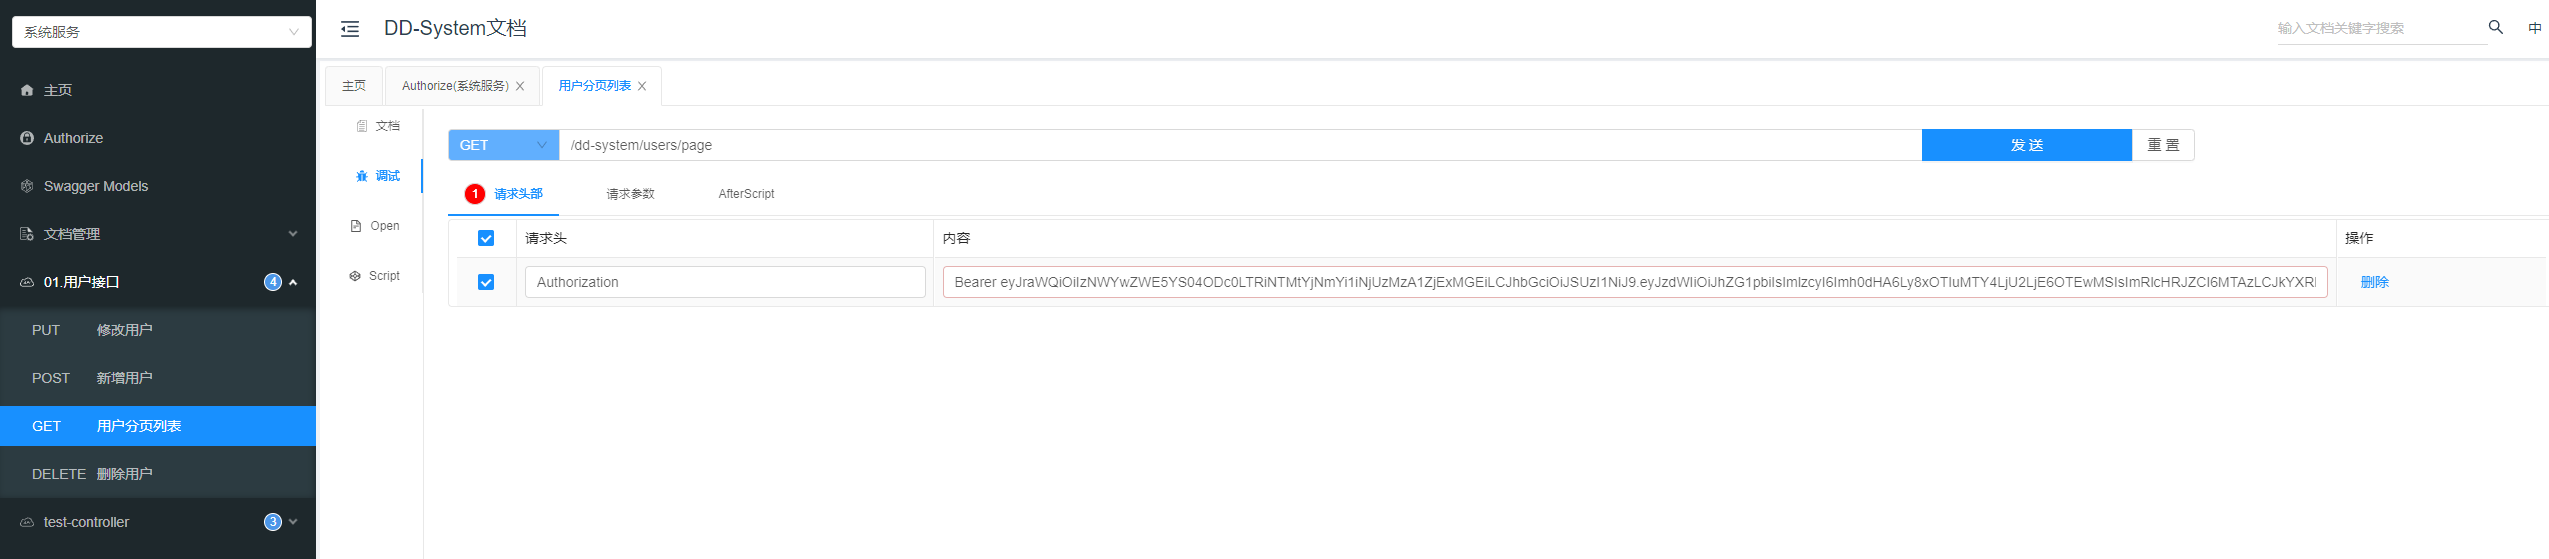 系统服务
DD-System文档
输入文档关键字搜索
中
主页
Authorize
Swagger Models
文档管理
01.用户接口
4
PUT 修改用户
POST 新增用户
GET 用户分页列表
DELETE 删除用户
test-controller
3
主页
Authorize(系统服务)
用户分页列表
文档
调试
Open
Script
GET
/dd-system/users/page
发 送
重 置
1 请求头部
请求参数
AfterScript
请求头
内容
操作
Authorization
Bearer eyJraWQiOiIzNWYwZWE5YS04ODc0LTRiNTMtYjNmYi1iNjUzMzA1ZjExMGEiLCJhbGciOiJSUzI1NiJ9.eyJzdWIiOiJhZG1pbiIsImlzcyI6Imh0dHA6Ly8xOTIuMTY4LjU2LjE6OTEwMSIsImRlcHRJZCI6MTAzLCJkYXRl
删除